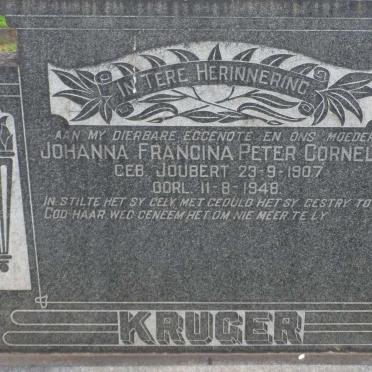 IN TERE HERINNERING
AAN MY DIERBARE EGGENOTE EN ONS MOEDER
JOHANNA FRANCINA PETER CORNEL
GEB. JOUBERT 23-9-1907
OORL. 11-8-1948.
IN STILTE HET SY GELY, MET GEDULD HET SY GESTRY TO
GOD HAAR WEG GENEEM HET OM NIE MEER TE LY
KRUGER